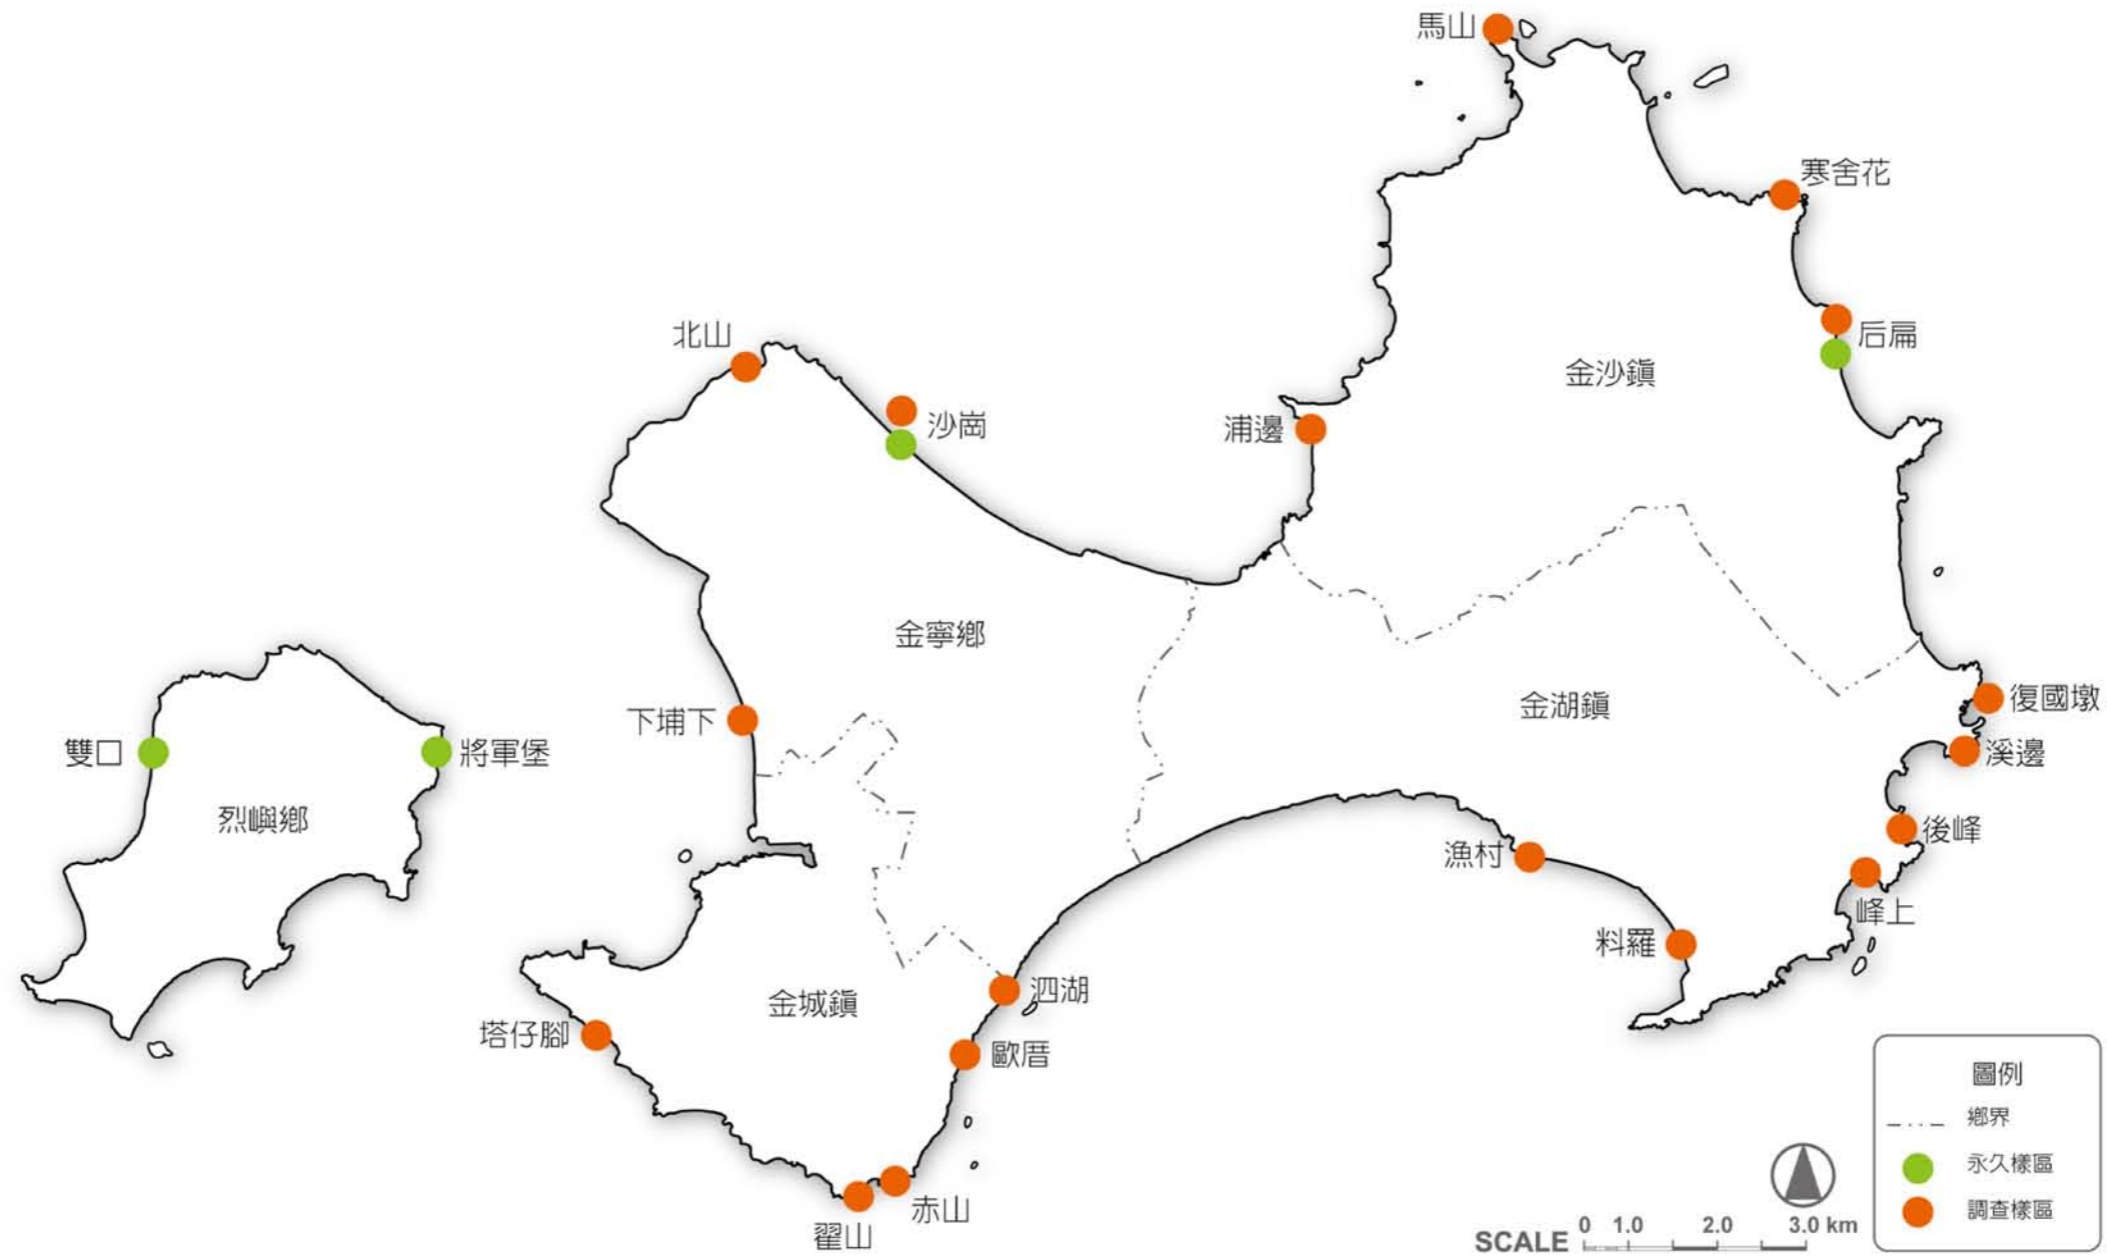 馬山
寒舍花
后扁
北山
沙崗
浦邊
金沙鎮
金寧鄉
金湖鎮
復國墩
下埔下
溪邊
雙口
將軍堡
烈嶼鄉
後峰
漁村
峰上
料羅
泗湖
金城鎮
塔仔腳
歐厝
赤山
翟山
圖例
鄉界
永久樣區
調查樣區
SCALE 0 1.0 2.0 3.0 km